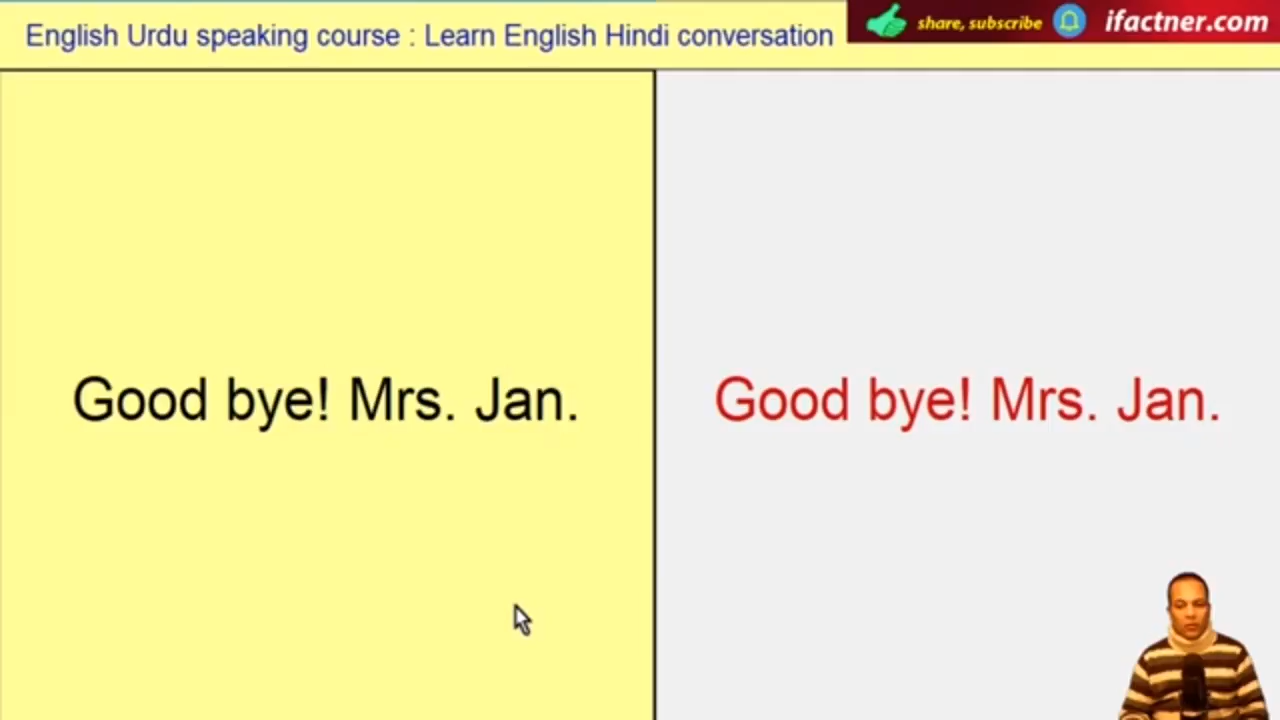 English Urdu speaking course : Learn English Hindi conversation
share, subscribe
ifactner.com
Good bye! Mrs. Jan.
Good bye! Mrs. Jan.